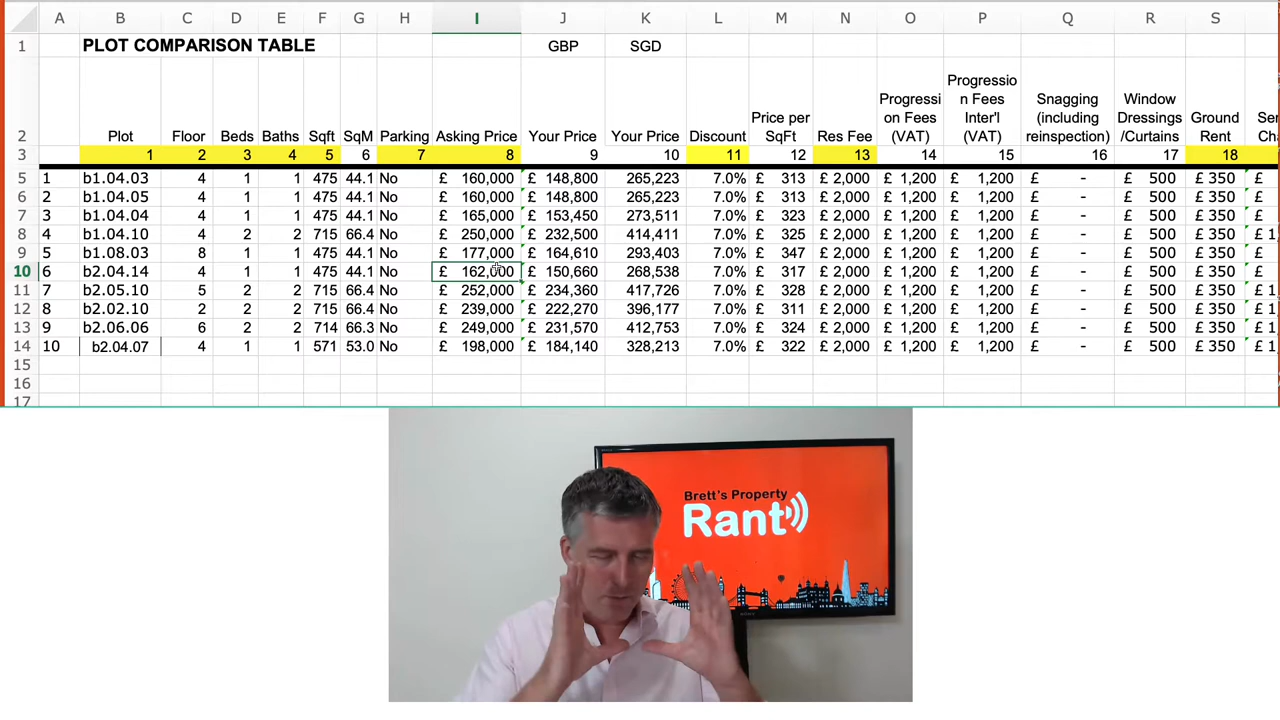 A B C D E F G H I J K L M N O P Q R S
1 PLOT COMPARISON TABLE GBP SGD
2 Plot Floor Beds Baths Sqft SqM Parking Asking Price Your Price Your Price Discount Price per SqFt Res Fee Progression Fees (VAT) Progression Fees Inter'l (VAT) Snagging (including reinspection) Window Dressings/Curtains Ground Rent Ser Ch
3 1 2 3 4 5 6 7 8 9 10 11 12 13 14 15 16 17 18
5 1 b1.04.03 4 1 1 475 44.1 No £ 160,000 £ 148,800 265,223 7.0% £ 313 £ 2,000 £ 1,200 £ 1,200 £ - £ 500 £ 350 £
6 2 b1.04.05 4 1 1 475 44.1 No £ 160,000 £ 148,800 265,223 7.0% £ 313 £ 2,000 £ 1,200 £ 1,200 £ - £ 500 £ 350 £
7 3 b1.04.04 4 1 1 475 44.1 No £ 165,000 £ 153,450 273,511 7.0% £ 323 £ 2,000 £ 1,200 £ 1,200 £ - £ 500 £ 350 £
8 4 b1.04.10 4 2 2 715 66.4 No £ 250,000 £ 232,500 414,411 7.0% £ 325 £ 2,000 £ 1,200 £ 1,200 £ - £ 500 £ 350 £ 1,
9 5 b1.08.03 8 1 1 475 44.1 No £ 177,000 £ 164,610 293,403 7.0% £ 347 £ 2,000 £ 1,200 £ 1,200 £ - £ 500 £ 350 £
10 6 b2.04.14 4 1 1 475 44.1 No £ 162,000 £ 150,660 268,538 7.0% £ 317 £ 2,000 £ 1,200 £ 1,200 £ - £ 500 £ 350 £
11 7 b2.05.10 5 2 2 715 66.4 No £ 252,000 £ 234,360 417,726 7.0% £ 328 £ 2,000 £ 1,200 £ 1,200 £ - £ 500 £ 350 £ 1,
12 8 b2.02.10 2 2 2 715 66.4 No £ 239,000 £ 222,270 396,177 7.0% £ 311 £ 2,000 £ 1,200 £ 1,200 £ - £ 500 £ 350 £ 1,
13 9 b2.06.06 6 2 2 714 66.3 No £ 249,000 £ 231,570 412,753 7.0% £ 324 £ 2,000 £ 1,200 £ 1,200 £ - £ 500 £ 350 £ 1,
14 10 b2.04.07 4 1 1 571 53.0 No £ 198,000 £ 184,140 328,213 7.0% £ 322 £ 2,000 £ 1,200 £ 1,200 £ - £ 500 £ 350 £ 1,
15
16
17
Brett's Property
Rant
SONY